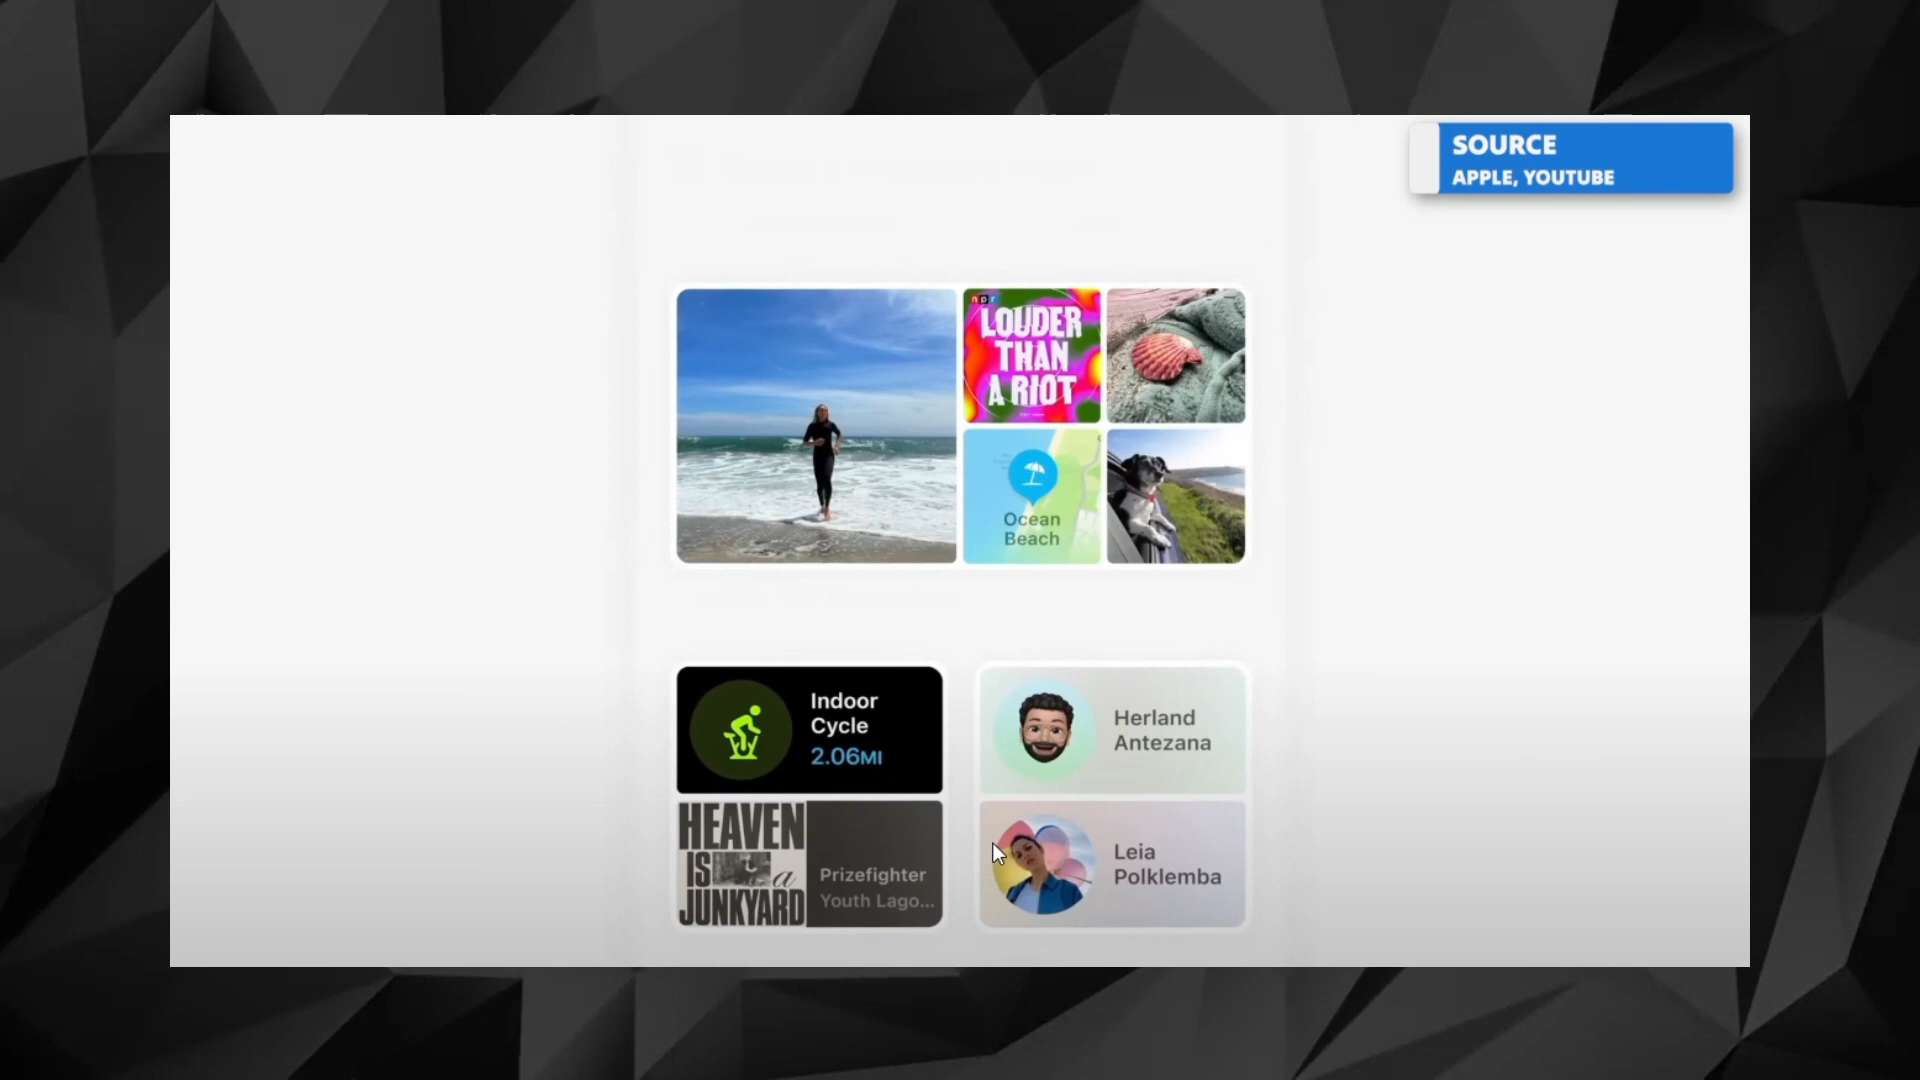 SOURCE
APPLE, YOUTUBE
npr
LOUDER
THAN
A RIOT
Ocean
Beach
Indoor
Cycle
2.06MI
Herland
Antezana
HEAVEN
IS a
JUNKYARD
Prizefighter
Youth Lago...
Leia
Polklemba